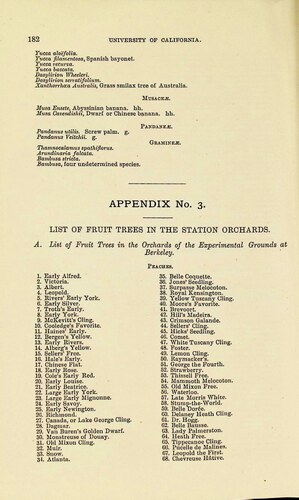 182 UNIVERSITY OF CALIFORNIA.
Yucca aloifolia.
Yucca filamentosa, Spanish bayonet.
Yucca recurva.
Yucca baccata.
Dasylirion Wheeleri.
Dasylirion serratifolium.
Xanthorrhœa Australis, Grass smilax tree of Australia.
MUSACEÆ.
Musa Ensete, Abyssinian banana. hh.
Musa Cavendishii, Dwarf or Chinese banana. hh.
PANDANEÆ.
Pandanus utilis. Screw palm. g.
Pandanus Veitchii. g.
GRAMINEÆ.
Thamnocalamus spathiflorus.
Arundinaria falcata.
Bambusa stricta.
Bambusa, four undetermined species.
APPENDIX No. 3.
LIST OF FRUIT TREES IN THE STATION ORCHARDS.
A. List of Fruit Trees in the Orchards of the Experimental Grounds at
Berkeley.
PEACHES.
1. Early Alfred.
2. Victoria.
3. Albert.
4. Leopold.
5. Rivers' Early York.
6. Early Silver.
7. Troth's Early.
8. Early York.
9. McKevitt's Cling.
10. Cooledge's Favorite.
11. Haines' Early.
12. Bergen's Yellow.
13. Early Rivers.
14. Alberg's Yellow.
15. Sellers' Free.
16. Hale's Early.
17. Chinese Fist.
18. Early Rose.
19. Cole's Early Red.
20. Early Louise.
21. Early Beatrice.
22. Large Early York.
23. Large Early Mignonne.
24. Early Savoy.
25. Early Newington.
26. Richmond.
27. Canada, or Lake George Cling.
28. Dagmar.
29. Van Buren's Golden Dwarf.
30. Monstrouse of Douay.
31. Old Mixon Cling.
32. Muir.
33. Snow.
34. Atlanta.
35. Belle Coquette.
36. Jones' Seedling.
37. Surpasse Melocoton.
38. Royal Kensington.
39. Yellow Tuscany Cling.
40. Moore's Favorite.
41. Brevoort.
42. Hill's Madeira.
43. Crimson Galande.
44. Sellers' Cling.
45. Hicks' Seedling.
46. Comet.
47. White Tuscany Cling.
48. Foster.
49. Lemon Cling.
50. Raymacker's.
51. George the Fourth.
52. Strawberry.
53. Thissell Free.
54. Mammoth Melocoton.
55. Old Mixon Free.
56. Waterloo.
57. Late Morris White.
58. Stump-the-World.
59. Belle Dorée.
60. Delaney Heath Cling.
61. Dr. Hogg.
62. Belle Bausse.
63. Lady Palmerston.
64. Heath Free.
65. Tippecanoe Cling.
66. Pucelle de Malines.
67. Leopold the First.
68. Chevreuse Hâtive.